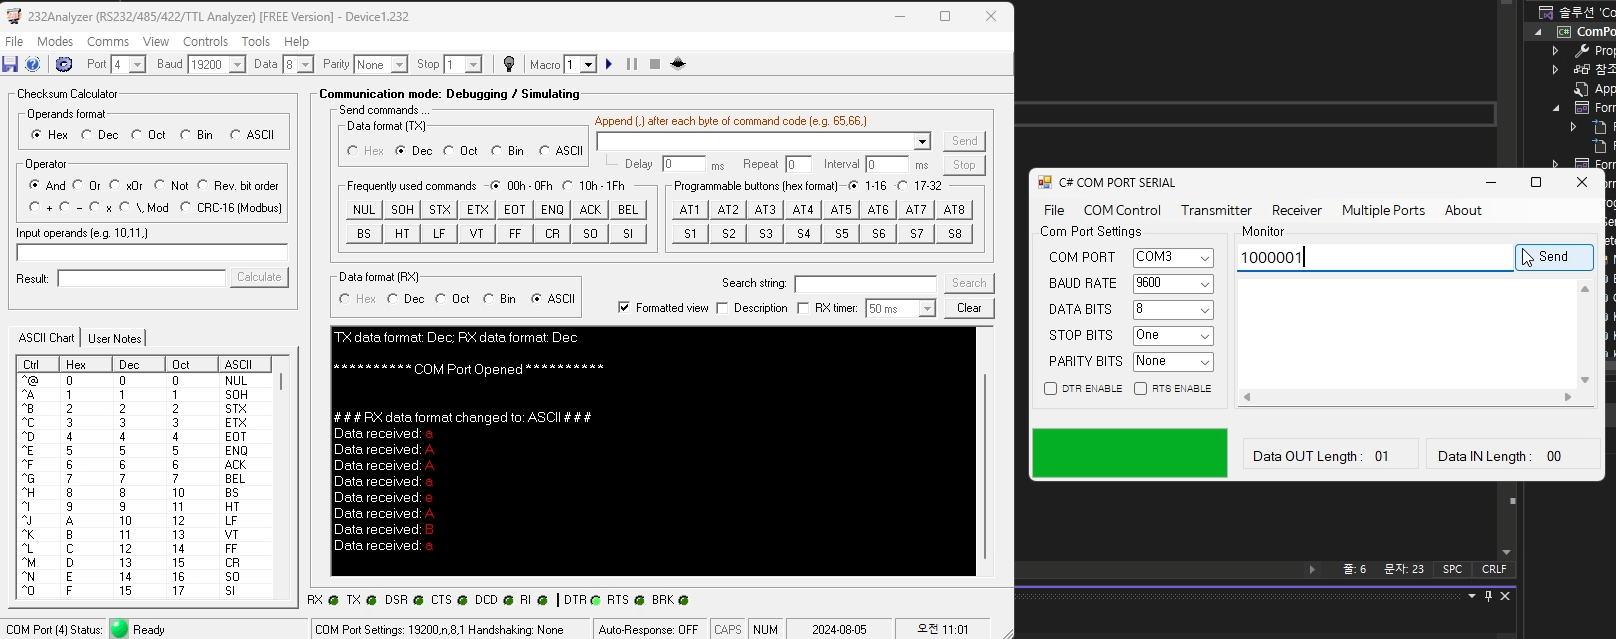 232Analyzer (RS232/485/422/TTL Analyzer) [FREE Version] - Device1.232
File Modes Comms View Controls Tools Help
Port 4 Baud 19200 Data 8 Parity None Stop 1 Macro 1
Checksum Calculator
Operands format
Hex Dec Oct Bin ASCII
Operator
And Or xOr Not Rev. bit order
+ − x \, Mod CRC-16 (Modbus)
Input operands (e.g. 10,11,)
Result: Calculate
ASCII Chart User Notes
Ctrl Hex Dec Oct ASCII
^@ 0 0 0 NUL
^A 1 1 1 SOH
^B 2 2 2 STX
^C 3 3 3 ETX
^D 4 4 4 EOT
^E 5 5 5 ENQ
^F 6 6 6 ACK
^G 7 7 7 BEL
^H 8 8 10 BS
^I 9 9 11 HT
^J A 10 12 LF
^K B 11 13 VT
^L C 12 14 FF
^M D 13 15 CR
^N E 14 16 SO
^O F 15 17 SI
Communication mode: Debugging / Simulating
Send commands ...
Data format (TX)
Hex Dec Oct Bin ASCII
Append (,) after each byte of command code (e.g. 65,66,)
Send
Delay 0 ms Repeat 0 Interval 0 ms Stop
Frequently used commands - 00h - 0Fh 10h - 1Fh
NUL SOH STX ETX EOT ENQ ACK BEL
BS HT LF VT FF CR SO SI
Programmable buttons (hex format) - 1-16 17-32
AT1 AT2 AT3 AT4 AT5 AT6 AT7 AT8
S1 S2 S3 S4 S5 S6 S7 S8
Data format (RX)
Hex Dec Oct Bin ASCII
Search string: Search
Formatted view Description RX timer: 50 ms Clear
TX data format: Dec; RX data format: Dec
* * * * * * * * * * COM Port Opened * * * * * * * * * *
# # # RX data format changed to: ASCII # # #
Data received: a
Data received: A
Data received: A
Data received: a
Data received: e
Data received: A
Data received: B
Data received: a
RX TX DSR CTS DCD RI DTR RTS BRK
COM Port (4) Status: Ready COM Port Settings: 19200,n,8,1 Handshaking: None Auto-Response: OFF CAPS NUM 2024-08-05 오전 11:01
C# COM PORT SERIAL
File COM Control Transmitter Receiver Multiple Ports About
Com Port Settings
COM PORT COM3
BAUD RATE 9600
DATA BITS 8
STOP BITS One
PARITY BITS None
DTR ENABLE RTS ENABLE
Monitor
1000001 Send
Data OUT Length : 01 Data IN Length : 00
솔루션 'Co
C# ComPo
Prop
참조
App
Forn
Forn
줄: 6 문자: 23 SPC CRLF